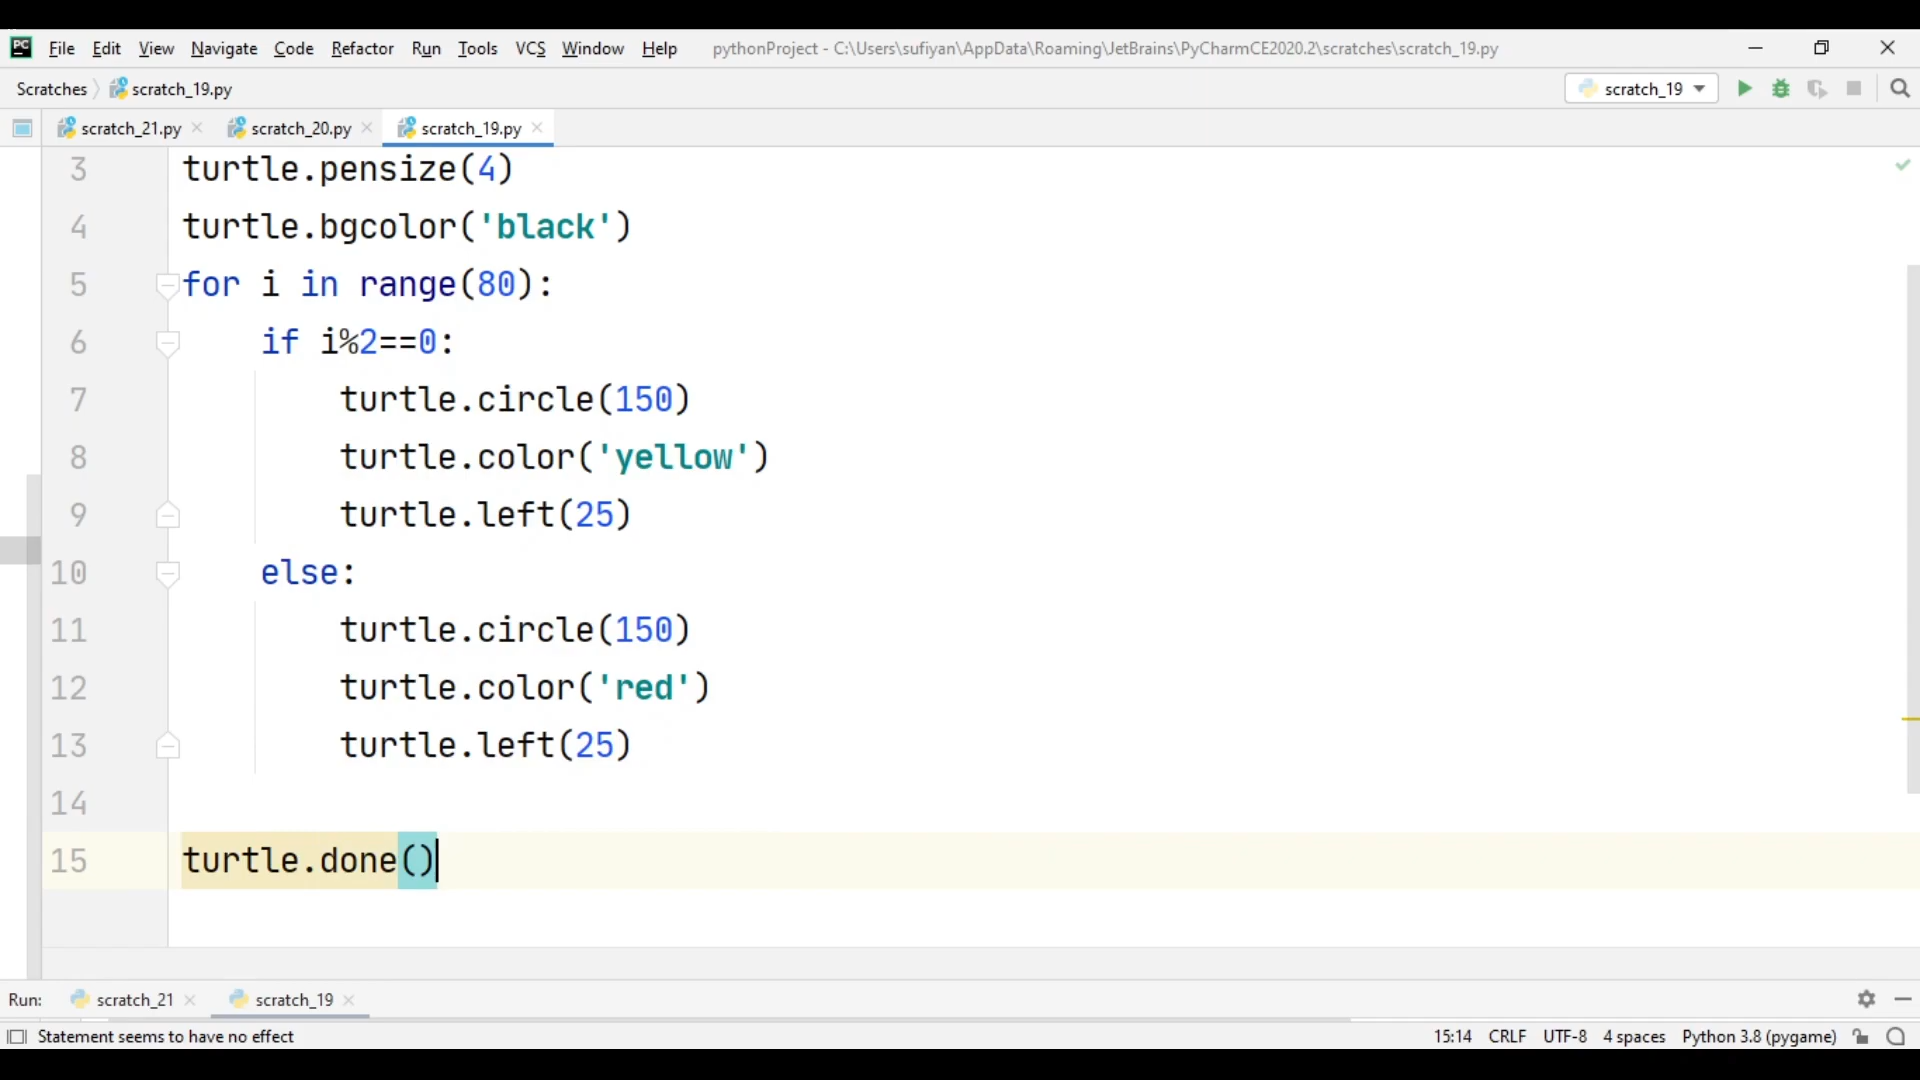 PC File Edit View Navigate Code Refactor Run Tools VCS Window Help pythonProject - C:\Users\sufiyan\AppData\Roaming\JetBrains\PyCharmCE2020.2\scratches\scratch_19.py
Scratches scratch_19.py scratch_19
scratch_21.py scratch_20.py scratch_19.py
3 turtle.pensize(4)
4 turtle.bgcolor('black')
5 for i in range(80):
6 if i%2==0:
7 turtle.circle(150)
8 turtle.color('yellow')
9 turtle.left(25)
10 else:
11 turtle.circle(150)
12 turtle.color('red')
13 turtle.left(25)
14
15 turtle.done()
Run: scratch_21 scratch_19
Statement seems to have no effect 15:14 CRLF UTF-8 4 spaces Python 3.8 (pygame)